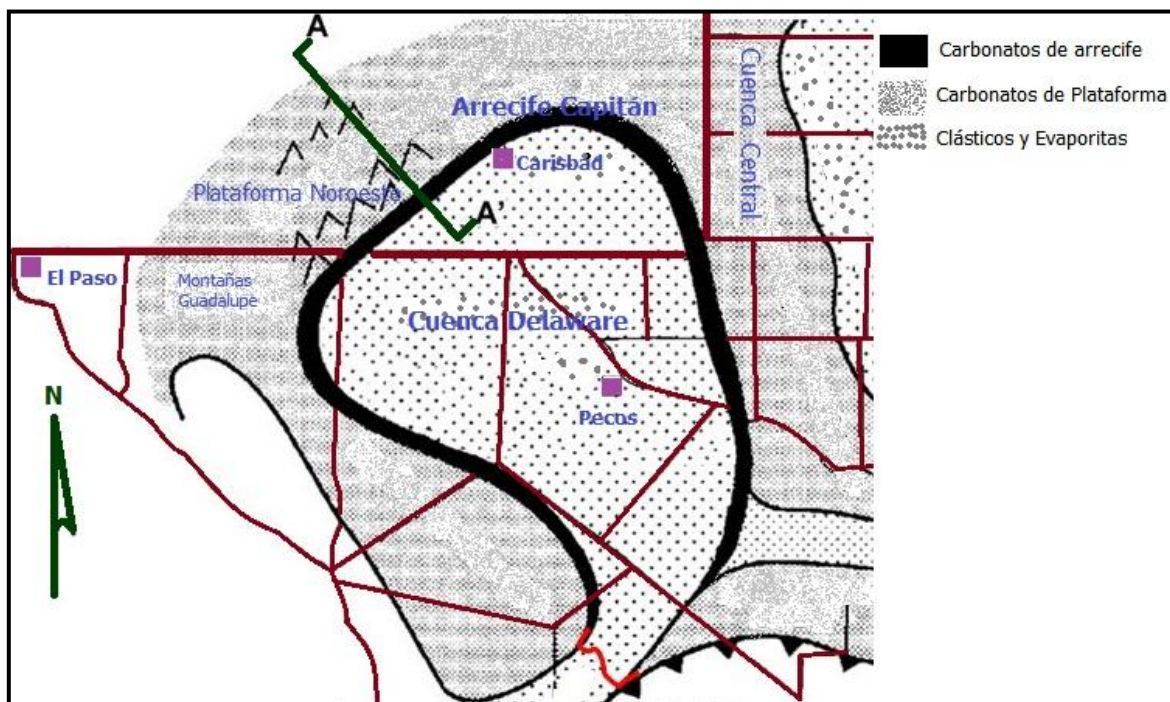 A
Arrecife Capitán
Carisbad
Plataforma Noroeste
A'
Cuenca Central
El Paso
Montañas
Guadalupe
Cuenca Delaware
Pecos
N
Carbonatos de arrecife
Carbonatos de Plataforma
Clásticos y Evaporitas